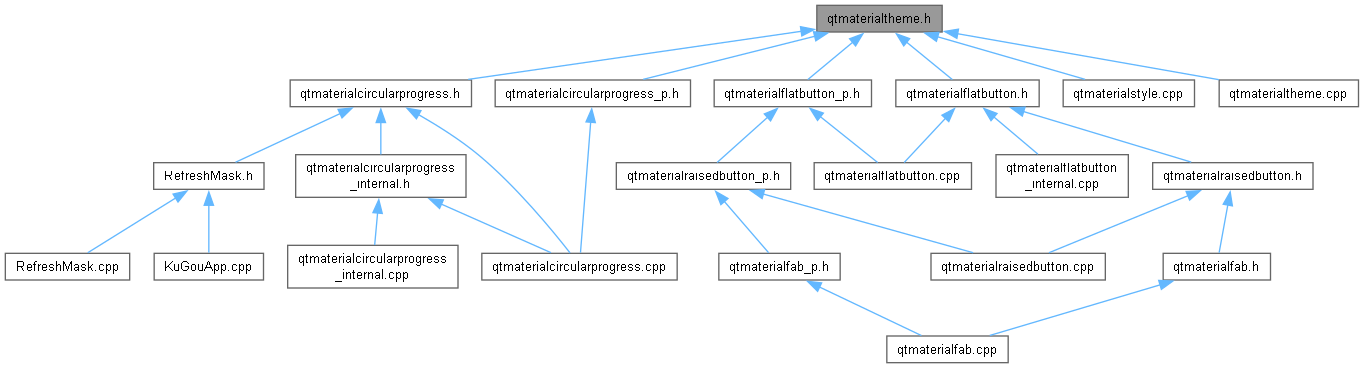 qtmaterialtheme.h
qtmaterialcircularprogress.h
qtmaterialcircularprogress_p.h
qtmaterialflatbutton_p.h
qtmaterialflatbutton.h
qtmaterialstyle.cpp
qtmaterialtheme.cpp
RefreshMask.h
qtmaterialcircularprogress
_internal.h
qtmaterialraisedbutton_p.h
qtmaterialflatbutton.cpp
qtmaterialflatbutton
_internal.cpp
qtmaterialraisedbutton.h
RefreshMask.cpp
KuGouApp.cpp
qtmaterialcircularprogress
_internal.cpp
qtmaterialcircularprogress.cpp
qtmaterialfab_p.h
qtmaterialraisedbutton.cpp
qtmaterialfab.h
qtmaterialfab.cpp